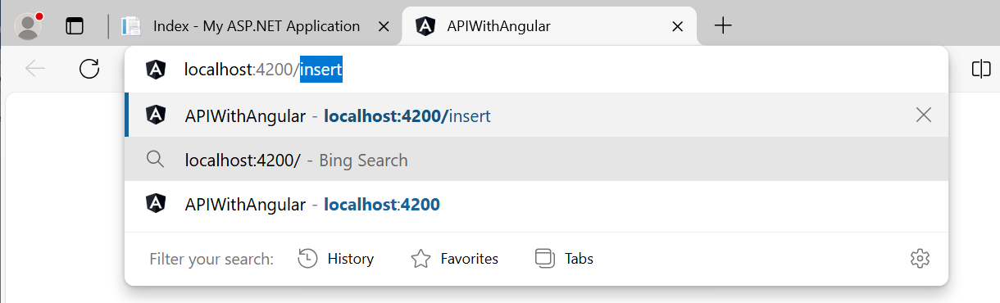 Index - My ASP.NET Application
APIWithAngular
localhost:4200/insert
APIWithAngular - localhost:4200/insert
localhost:4200/ - Bing Search
APIWithAngular - localhost:4200
Filter your search: History Favorites Tabs